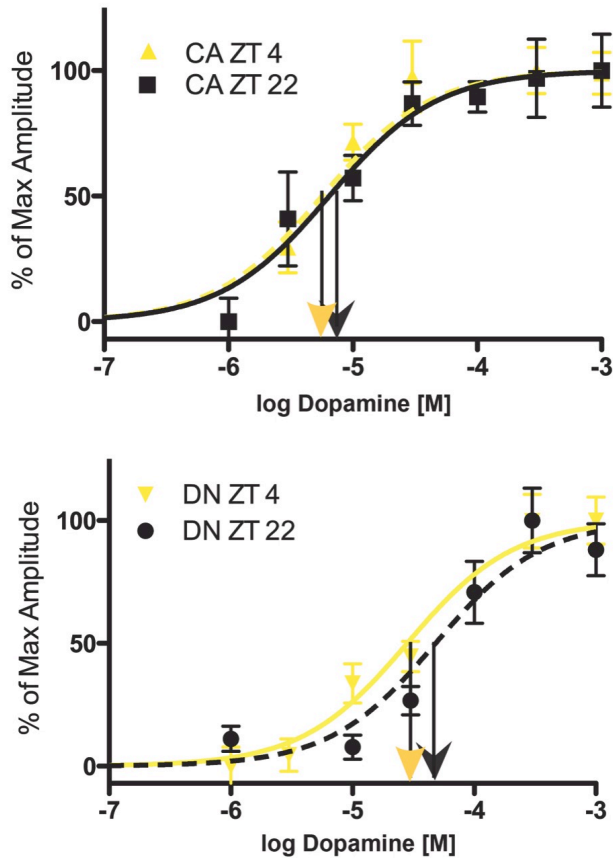 CA ZT 4
CA ZT 22
% of Max Amplitude
100
50
0
-7 -6 -5 -4 -3
log Dopamine [M]
DN ZT 4
DN ZT 22
% of Max Amplitude
100
50
0
-7 -6 -5 -4 -3
log Dopamine [M]